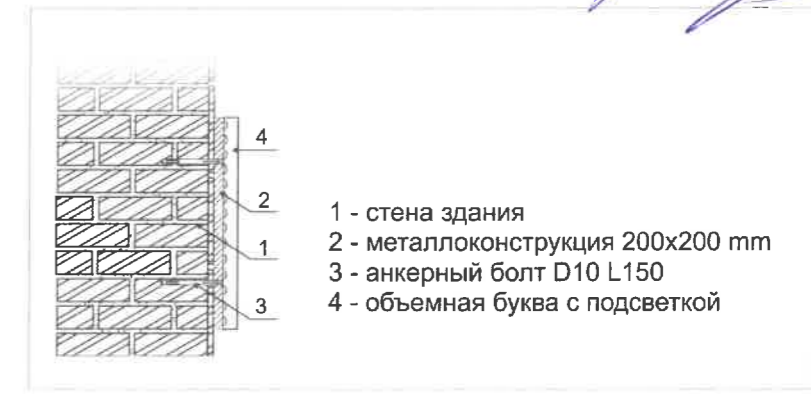 4
2
1
3
1 - стена здания
2 - металлоконструкция 200x200 mm
3 - анкерный болт D10 L150
4 - объемная буква с подсветкой